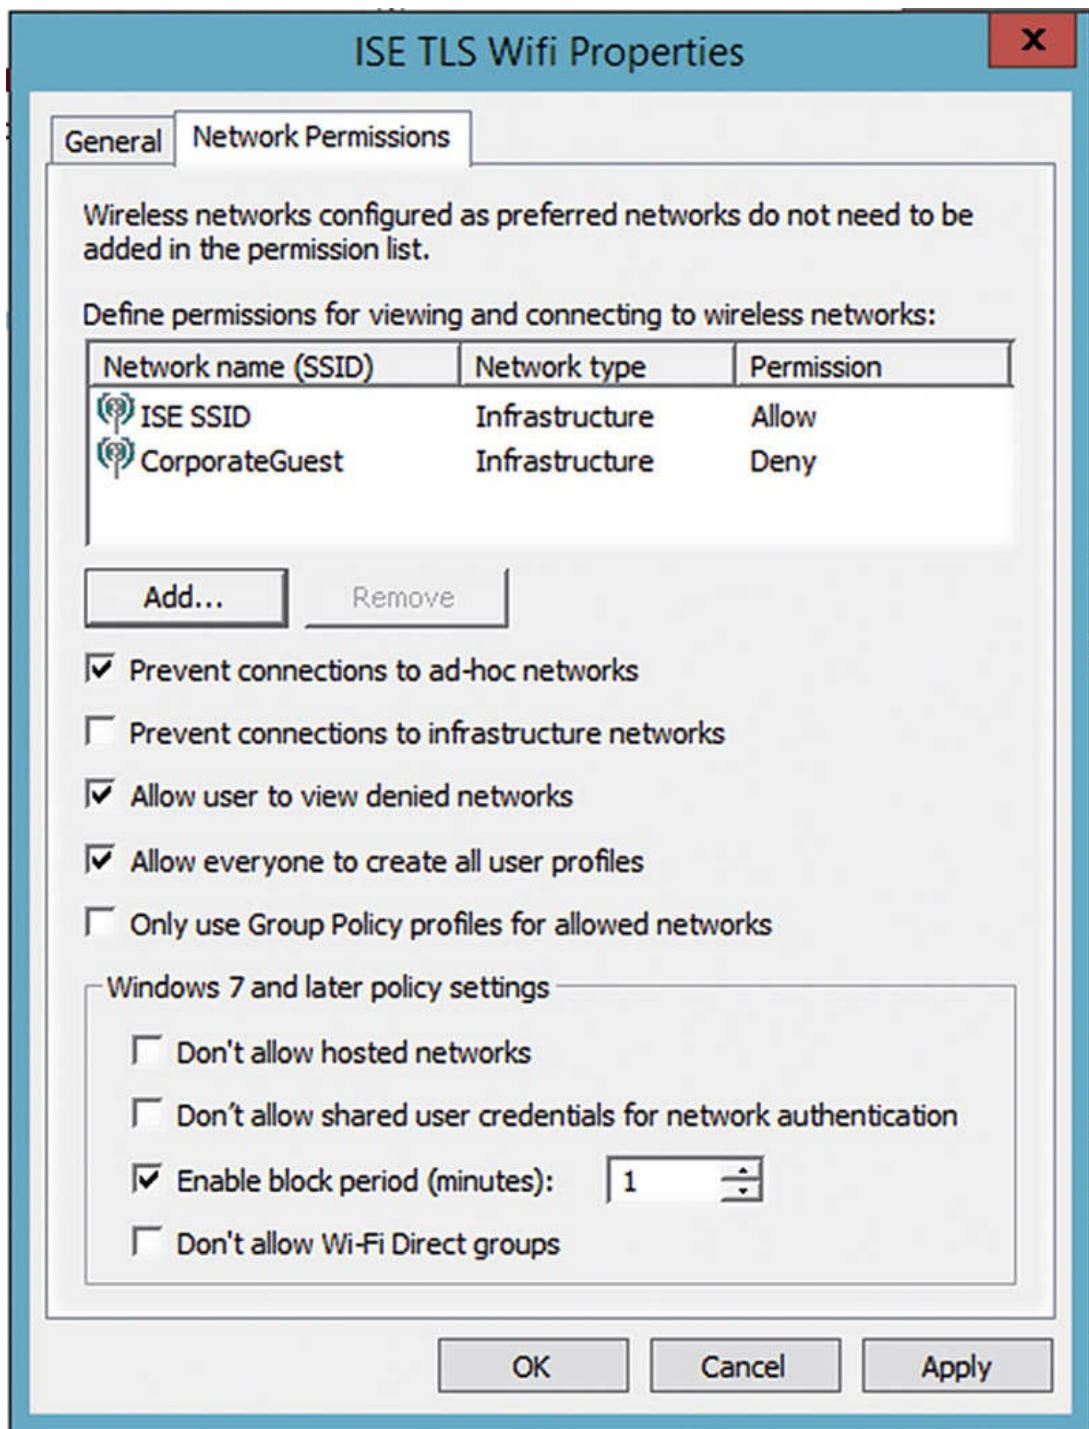 ISE TLS Wifi Properties
x
General
Network Permissions
Wireless networks configured as preferred networks do not need to be
added in the permission list.
Define permissions for viewing and connecting to wireless networks:
Network name (SSID) Network type Permission
ISE SSID Infrastructure Allow
CorporateGuest Infrastructure Deny
Add... Remove
Prevent connections to ad-hoc networks
Prevent connections to infrastructure networks
Allow user to view denied networks
Allow everyone to create all user profiles
Only use Group Policy profiles for allowed networks
Windows 7 and later policy settings
Don't allow hosted networks
Don't allow shared user credentials for network authentication
Enable block period (minutes): 1
Don't allow Wi-Fi Direct groups
OK Cancel Apply